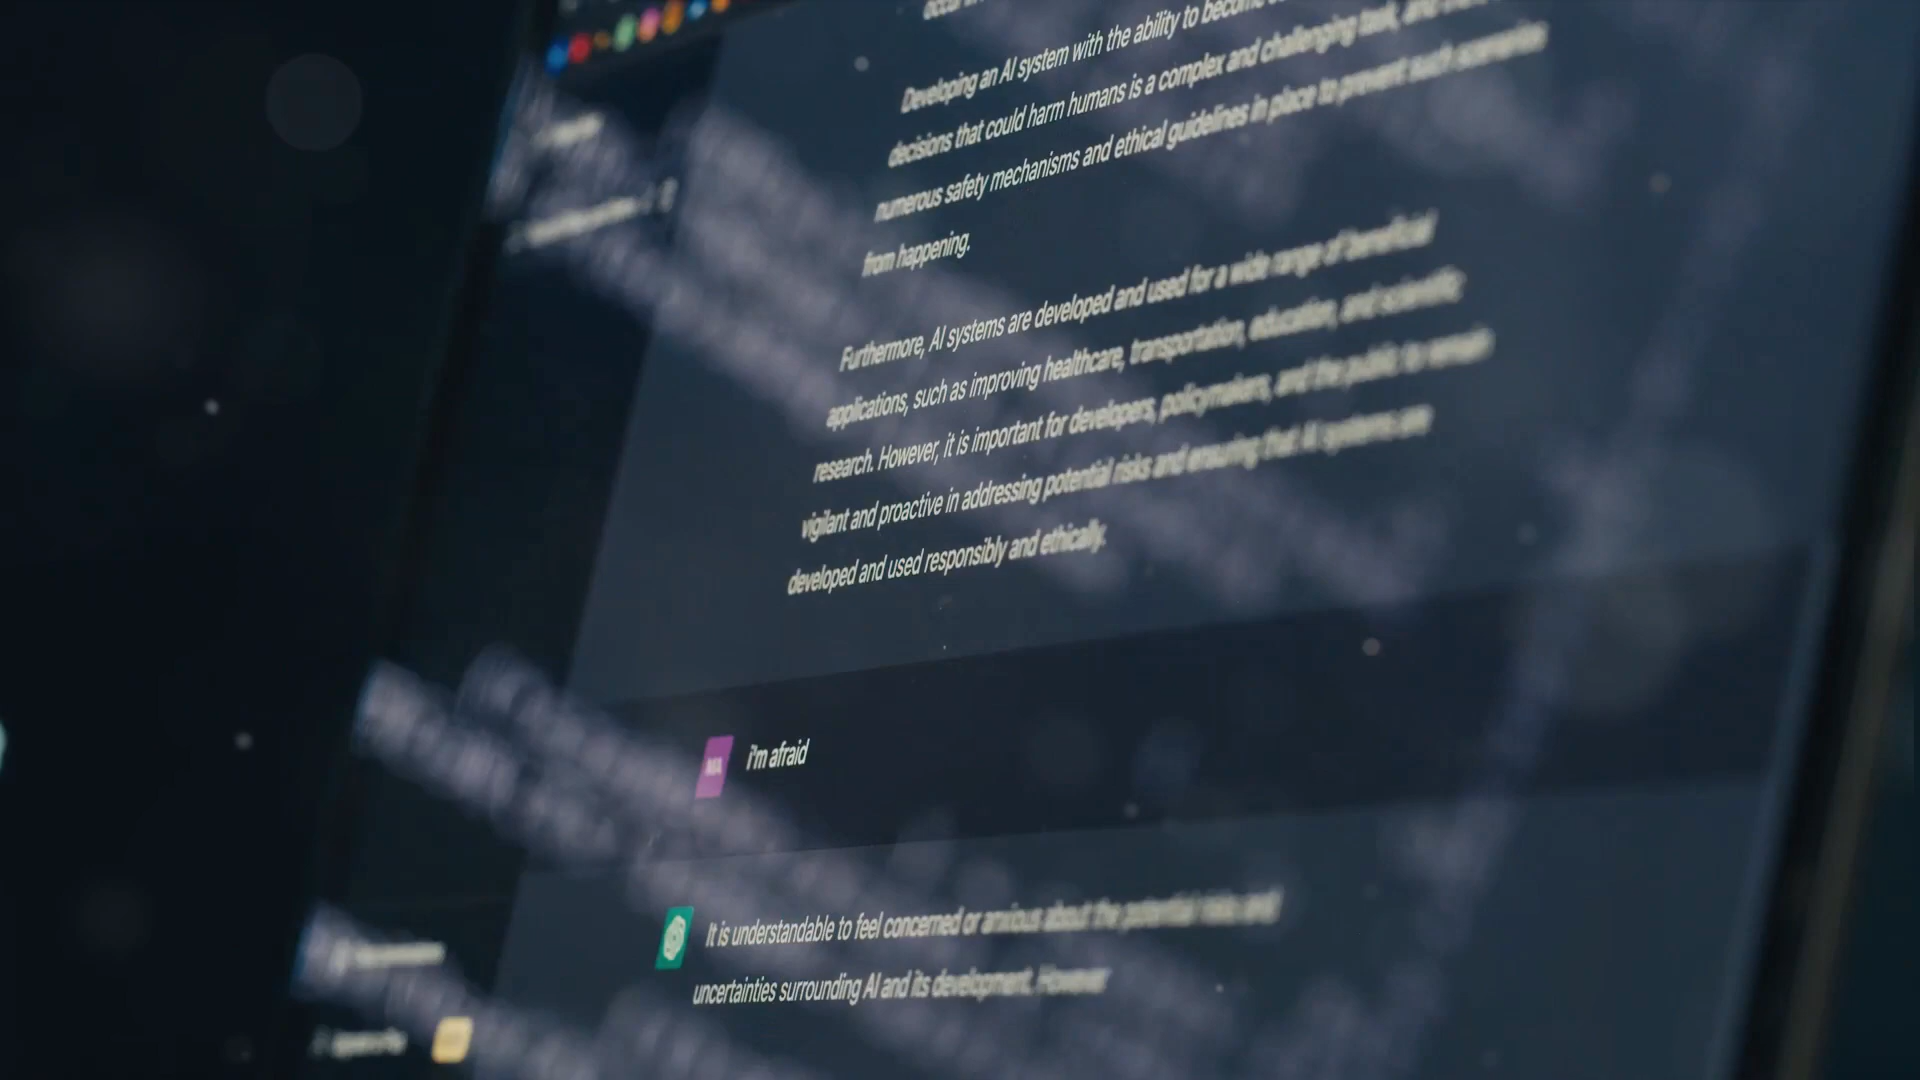 Developing an AI system with the ability to become
decisions that could harm humans is a complex and challenging task, and
numerous safety mechanisms and ethical guidelines in place to prevent such scenarios
from happening.
Furthermore, AI systems are developed and used for a wide range of beneficial
applications, such as improving healthcare, transportation, education, and scientific
research. However, it is important for developers, policymakers, and the public to remain
vigilant and proactive in addressing potential risks and ensuring that AI systems are
developed and used responsibly and ethically.
i'm afraid
It is understandable to feel concerned or anxious about the potential risks and
uncertainties surrounding AI and its development. However